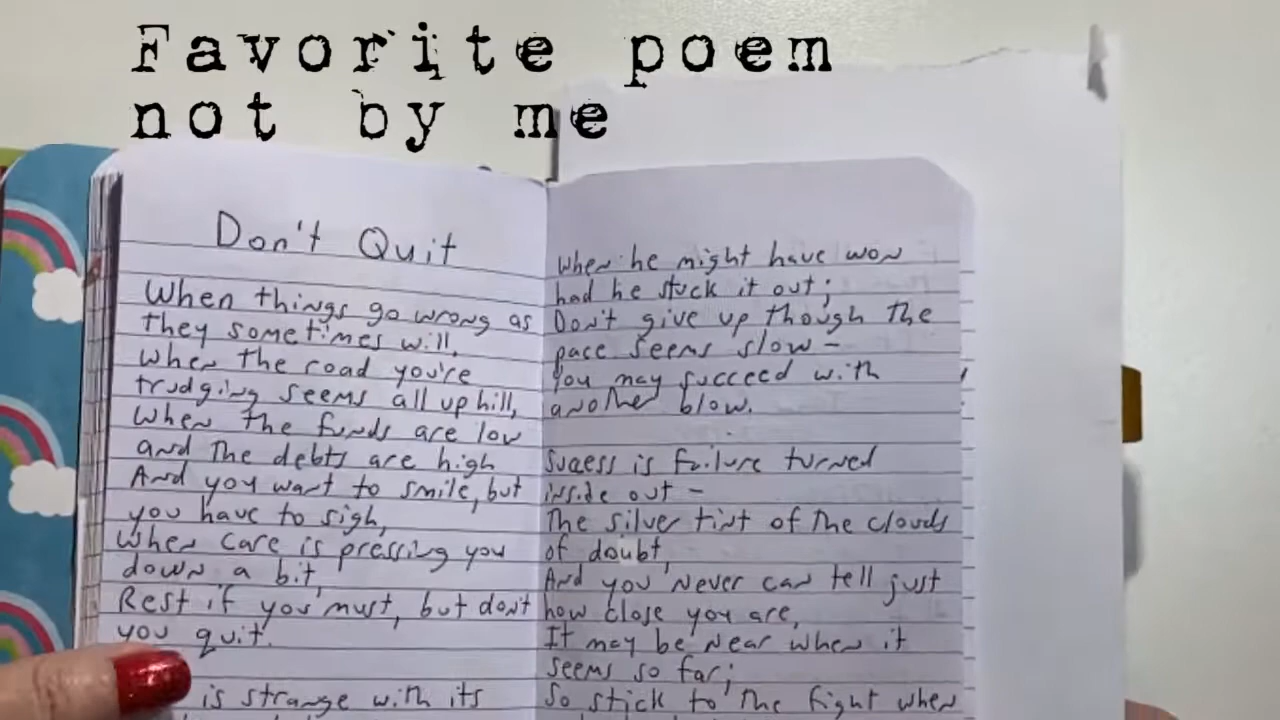 Favorite poem
not by me
Don't Quit
When things go wrong as
they sometimes will,
when the road you're
trudging seems all uphill,
when the funds are low
and the debts are high
And you want to smile, but
you have to sigh,
When care is pressing you
down a bit,
Rest if you must, but don't
you quit.
is strange with its
When he might have won
had he stuck it out;
Don't give up though the
pace seems slow –
You may succeed with
another blow.
Success is failure turned
inside out –
The silver tint of the clouds
of doubt,
And you never can tell just
how close you are,
It may be near when it
seems so far;
So stick to the fight when